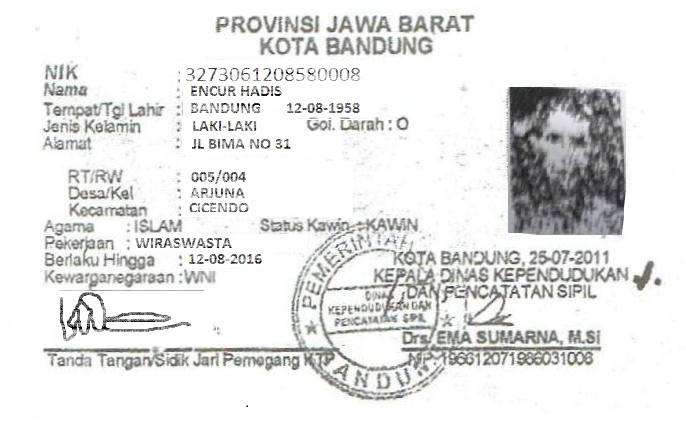 PROVINSI JAWA BARAT
KOTA BANDUNG
NIK : 3273061208580008
Nama : ENCUR HADIS
Tempat/Tgl Lahir : BANDUNG 12-08-1958
Jenis Kelamin : LAKI-LAKI Gol. Darah : O
Alamat : JL BIMA NO 31
RT/RW : 005/004
Desa/Kel : ARJUNA
Kecamatan : CICENDO
Agama : ISLAM Status Kawin : KAWIN
Pekerjaan : WIRASWASTA
Berlaku Hingga : 12-08-2016
Kewarganegaraan : WNI
KOTA BANDUNG, 25-07-2011
KEPALA DINAS KEPENDUDUKAN
DAN PENCATATAN SIPIL
PEMERINTAH
DINAS
KEPENDUDUKAN DAN
PENCATATAN SIPIL
BANDUNG
Drs. EMA SUMARNA, M.Si
NIP. 196612071986031006
Tanda Tangan/Sidik Jari Pemegang KTP